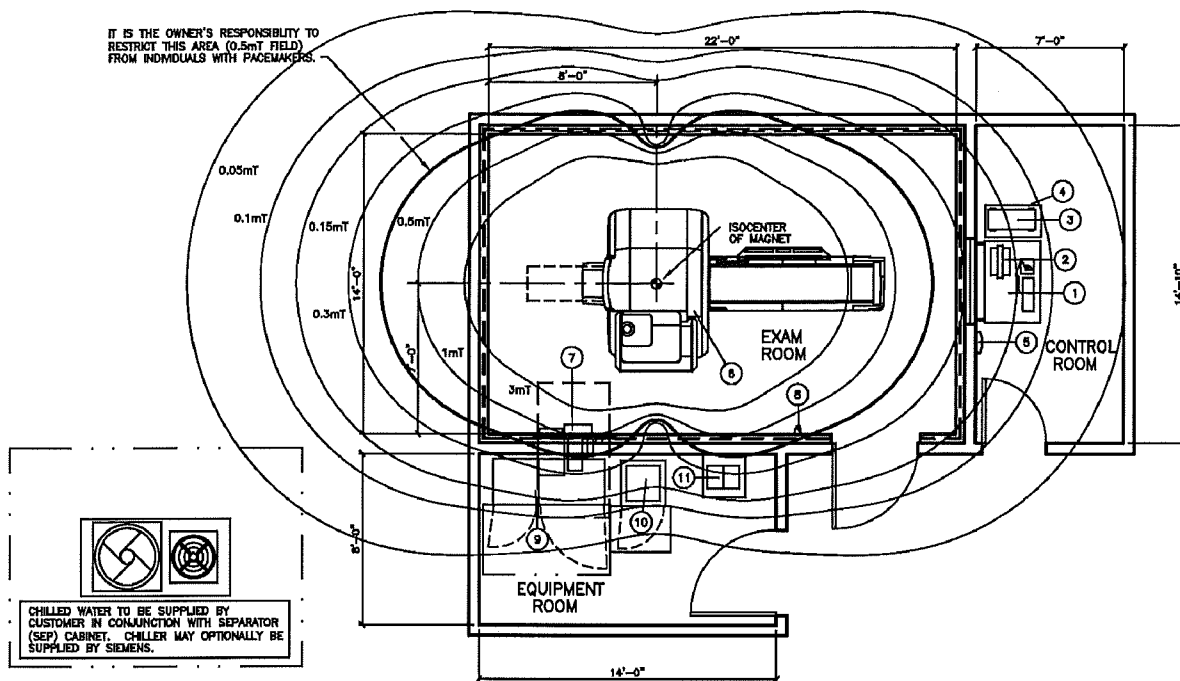 IT IS THE OWNER'S RESPONSIBLITY TO
RESTRICT THIS AREA (0.5mT FIELD)
FROM INDIVIDUALS WITH PACEMAKERS.
22'-0"
7'-0"
8'-0"
0.05mT
0.1mT
0.15mT
0.5mT
0.3mT
1mT
3mT
14'-0"
7'-0"
ISOCENTER
OF MAGNET
EXAM
ROOM
4
3
2
1
5
CONTROL
ROOM
14'-10"
7
6
8
8'-0"
11
10
9
EQUIPMENT
ROOM
14'-0"
CHILLED WATER TO BE SUPPLIED BY
CUSTOMER IN CONJUNCTION WITH SEPARATOR
(SEP) CABINET. CHILLER MAY OPTIONALLY BE
SUPPLIED BY SIEMENS.